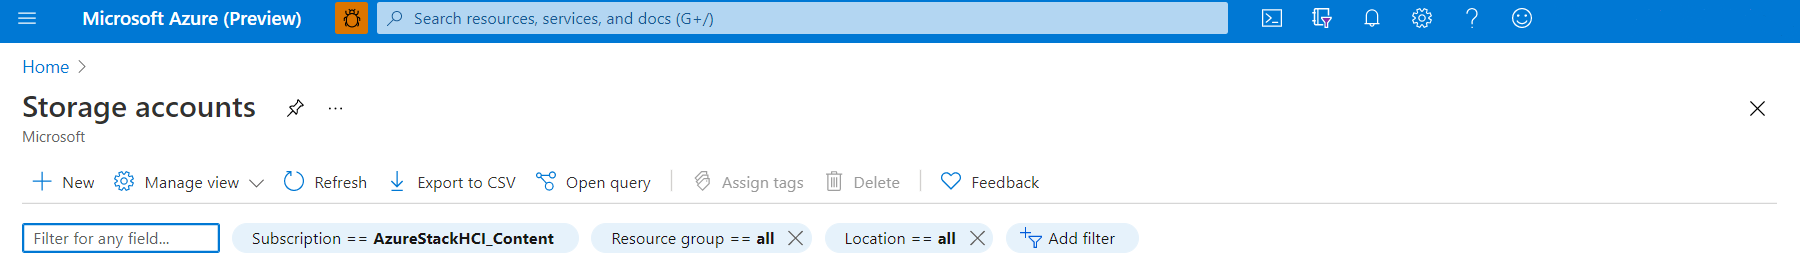 Microsoft Azure (Preview) Search resources, services, and docs (G+/)
Home
Storage accounts
Microsoft
New Manage view Refresh Export to CSV Open query Assign tags Delete Feedback
Filter for any field... Subscription == AzureStackHCI_Content Resource group == all Location == all Add filter